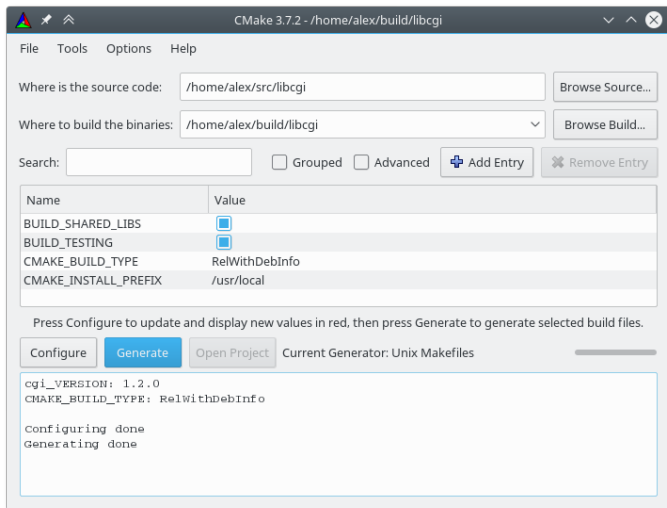 CMake 3.7.2 - /home/alex/build/libcgi
File Tools Options Help
Where is the source code: /home/alex/src/libcgi Browse Source...
Where to build the binaries: /home/alex/build/libcgi Browse Build...
Search: Grouped Advanced Add Entry Remove Entry
Name Value
BUILD_SHARED_LIBS
BUILD_TESTING
CMAKE_BUILD_TYPE RelWithDebInfo
CMAKE_INSTALL_PREFIX /usr/local
Press Configure to update and display new values in red, then press Generate to generate selected build files.
Configure Generate Open Project Current Generator: Unix Makefiles
cgi_VERSION: 1.2.0
CMAKE_BUILD_TYPE: RelWithDebInfo
Configuring done
Generating done